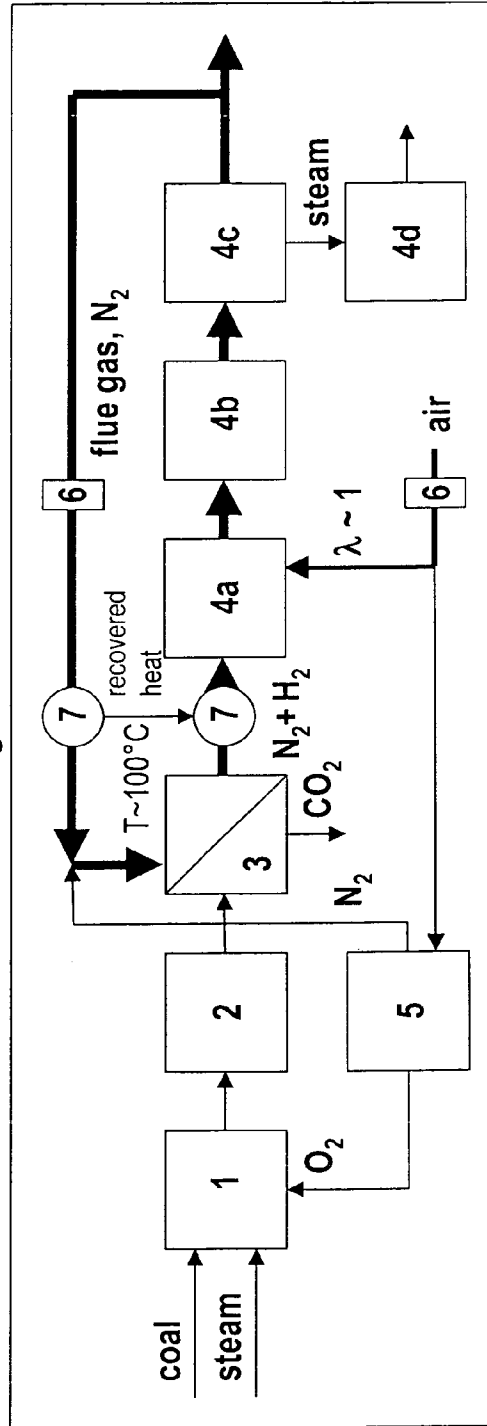 flue gas, N₂
6
7
recovered
heat
T~100°C
7
N₂ + H₂
coal
steam
1
2
3
CO₂
4a
4b
4c
steam
4d
λ ~ 1
6
air
N₂
5
O₂